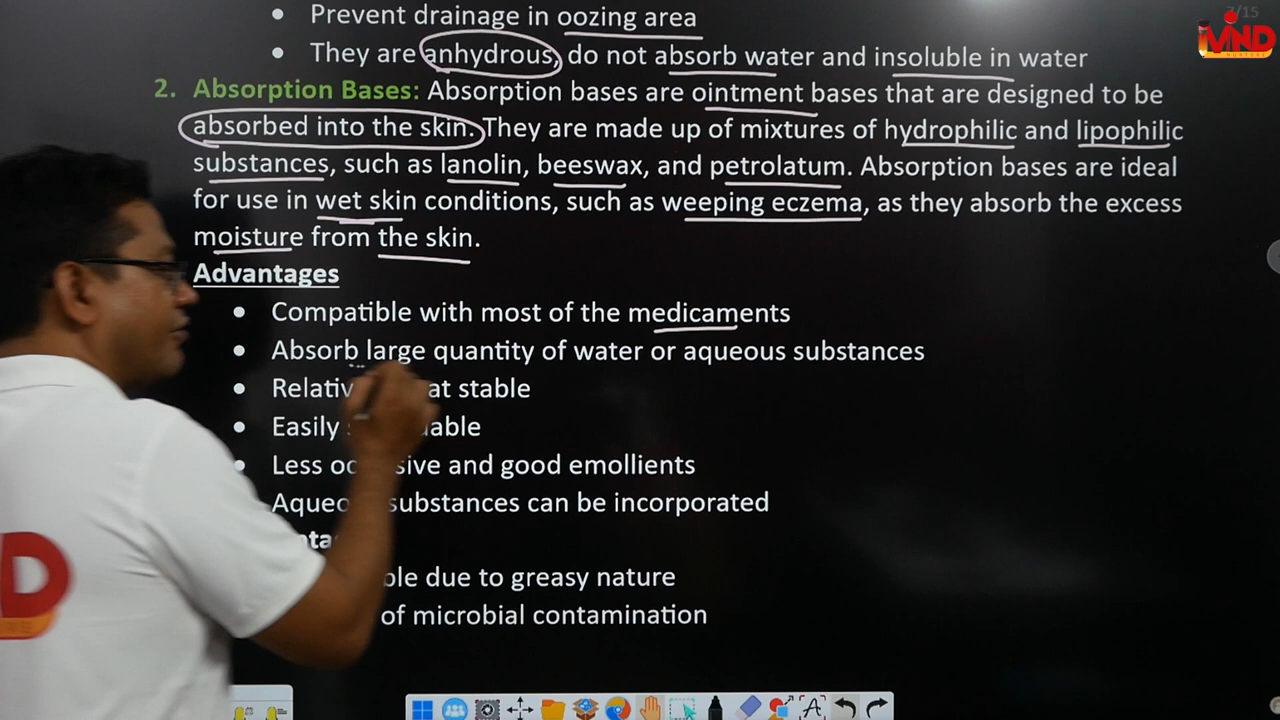 7/15
iVIND
Prevent drainage in oozing area
They are anhydrous, do not absorb water and insoluble in water
2. Absorption Bases: Absorption bases are ointment bases that are designed to be
absorbed into the skin. They are made up of mixtures of hydrophilic and lipophilic
substances, such as lanolin, beeswax, and petrolatum. Absorption bases are ideal
for use in wet skin conditions, such as weeping eczema, as they absorb the excess
moisture from the skin.
Advantages
Compatible with most of the medicaments
Absorb large quantity of water or aqueous substances
stable
Easily
Less and good emollients
substances can be incorporated
due to greasy nature
of microbial contamination